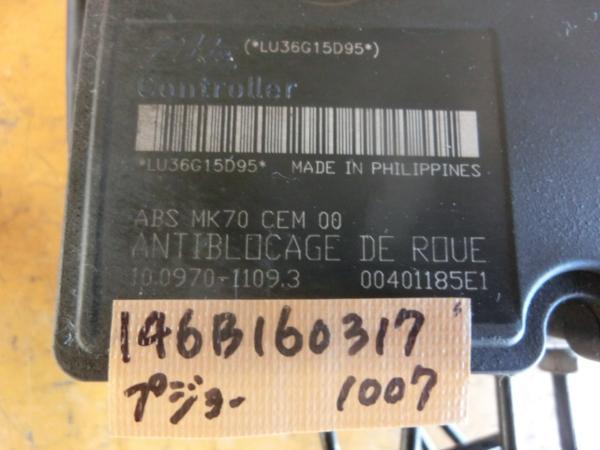 (*LU36G15D95*)
Controller
*LU36G15D95* MADE IN PHILIPPINES
ABS MK70 CEM 00
ANTIBLOCAGE DE ROUE
10.0970-1109.3 00401185E1
146B160317
プジョー 1007